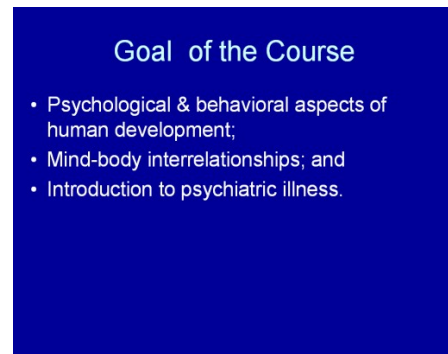 Goal of the Course
• Psychological & behavioral aspects of
human development;
• Mind-body interrelationships; and
• Introduction to psychiatric illness.